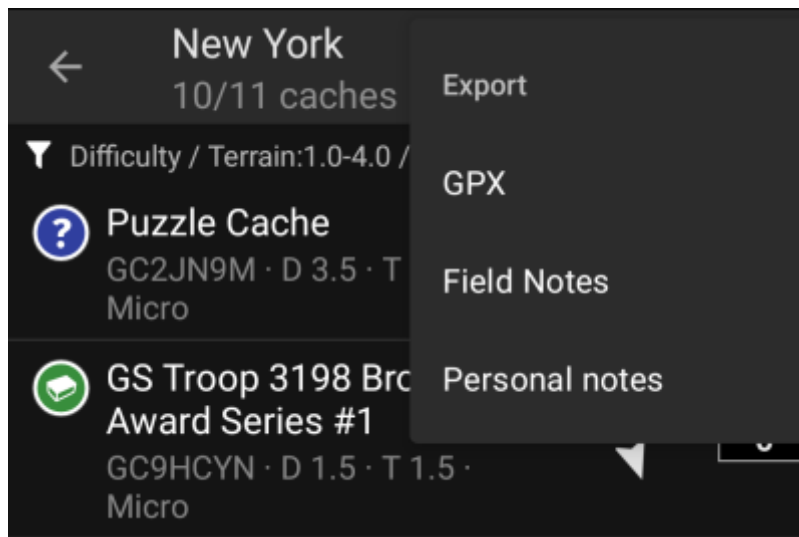 New York
10/11 caches
Difficulty / Terrain:1.0-4.0 /
Puzzle Cache
GC2JN9M · D 3.5 · T
Micro
GS Troop 3198 Bro
Award Series #1
GC9HCYN · D 1.5 · T 1.5 ·
Micro
Export
GPX
Field Notes
Personal notes